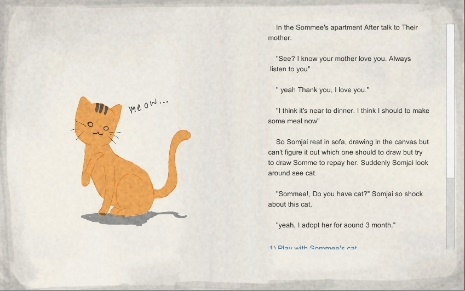 meow...
In the Sommee's apartment After talk to Their
mother.
"See? I know your mother love you. Always
listen to you"
" yeah Thank you, I love you."
"I think it's near to dinner. I think I should to make
some meal now"
So Somjai reat in sofa, drawing in the canvas but
can't figure it out which one should to draw but try
to draw Somme to repay her. Suddenly Somjai look
around see cat.
"Sommee!, Do you have cat?" Somjai so shock
about this cat.
"yeah, I adopt her for aound 3 month."
1) Play with Sommee's cat